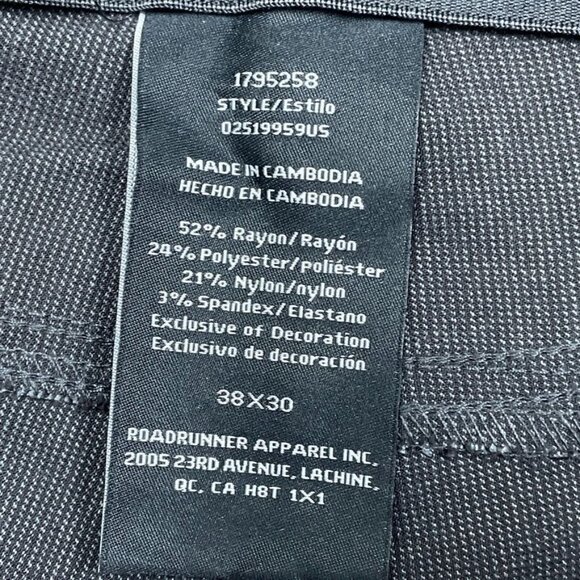 1795258
STYLE/Estilo
02519959US
MADE IN CAMBODIA
HECHO EN CAMBODIA
52% Rayon/Rayón
24% Polyester/poliéster
21% Nylon/nylon
3% Spandex/Elastano
Exclusive of Decoration
Exclusivo de decoración
38X30
ROADRUNNER APPAREL INC.
2005 23RD AVENUE, LACHINE,
QC, CA H8T 1X1